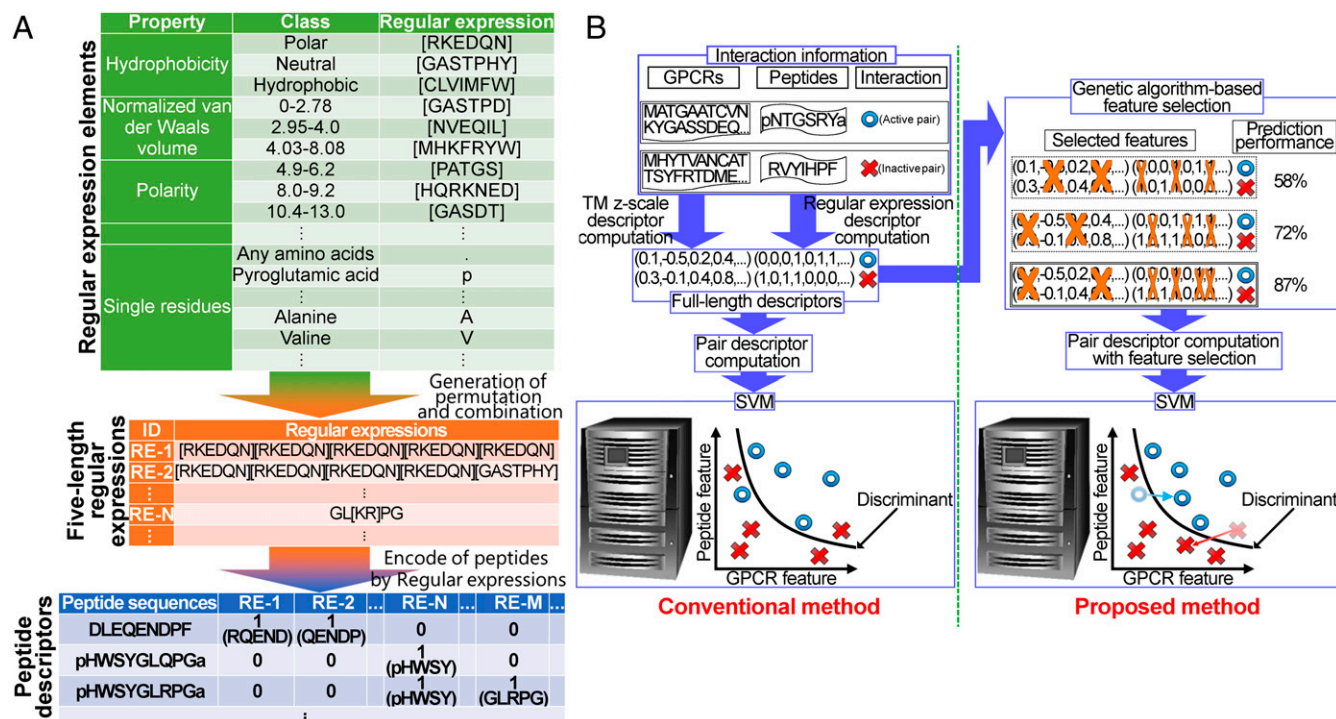 A
Regular expression elements
Property Class Regular expression
Hydrophobicity
Polar [RKEDQN]
Neutral [GASTPHY]
Hydrophobic [CLVIMFW]
Normalized van
der Waals
volume
0-2.78 [GASTPD]
2.95-4.0 [NVEQIL]
4.03-8.08 [MHKFRYW]
Polarity
4.9-6.2 [PATGS]
8.0-9.2 [HQRKNED]
10.4-13.0 [GASDT]
⋮ ⋮ ⋮
Single residues
Any amino acids .
Pyroglutamic acid p
⋮ ⋮
Alanine A
Valine V
⋮ ⋮
Generation of
permutation
and combination
Five-length
regular
expressions
ID Regular expressions
RE-1 [RKEDQN][RKEDQN][RKEDQN][RKEDQN][RKEDQN]
RE-2 [RKEDQN][RKEDQN][RKEDQN][RKEDQN][GASTPHY]
⋮ ⋮
RE-N GL[KR]PG
⋮ ⋮
Encode of peptides
by Regular expressions
Peptide
descriptors
Peptide sequences RE-1 RE-2 ... RE-N ... RE-M ...
DLEQENDPF 1 (RQEND) 1 (QENDP) 0 0
pHWSYGLQPGa 0 0 1 (pHWSY) 0
pHWSYGLRPGa 0 0 1 (pHWSY) 1 (GLRPG)
⋮
B
Interaction information
GPCRs Peptides Interaction
MATGAATCVN
KYGASSDEQ...
pNTGSRYa
(Active pair)
MHYTVANCAT
TSYFRTDME...
RVYIHPF
(Inactive pair)
TM z-scale
descriptor
computation
Regular expression
descriptor
computation
(0.1,-0.5,0.2,0.4,...) (0,0,0,1,0,1,1,...)
(0.3,-0.1,0.4,0.8,...) (1,0,1,1,0,0,0,...)
Full-length descriptors
Pair descriptor
computation
SVM
Peptide feature
GPCR feature
Discriminant
Conventional method
Genetic algorithm-based
feature selection
Selected features
Prediction
performance
58%
72%
87%
Pair descriptor computation
with feature selection
SVM
Peptide feature
GPCR feature
Discriminant
Proposed method